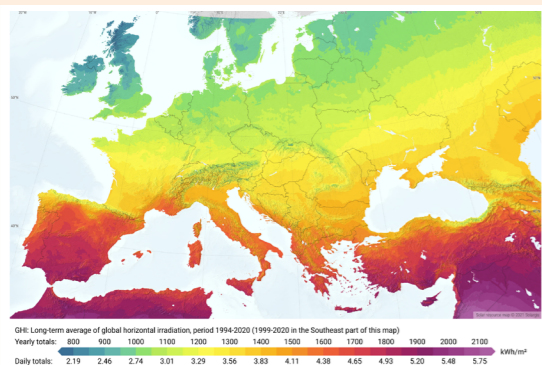 GHI: Long-term average of global horizontal irradiation, period 1994-2020 (1999-2020 in the Southeast part of this map)
Yearly totals: 800 900 1000 1100 1200 1300 1400 1500 1600 1700 1800 1900 2000 2100
kWh/m²
Daily totals: 2.19 2.46 2.74 3.01 3.29 3.56 3.83 4.11 4.38 4.65 4.93 5.20 5.48 5.75